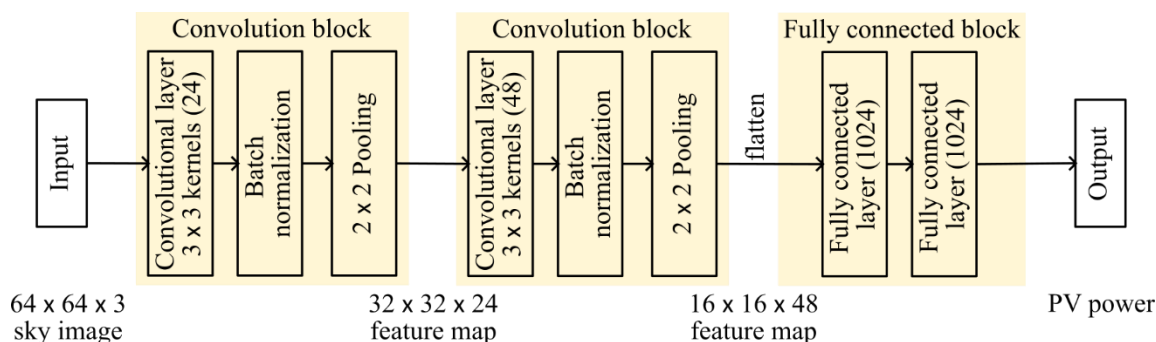 Convolution block
Convolution block
Fully connected block
Input
Convolutional layer
3 x 3 kernels (24)
Batch
normalization
2 x 2 Pooling
Convolutional layer
3 x 3 kernels (48)
Batch
normalization
2 x 2 Pooling
flatten
Fully connected
layer (1024)
Fully connected
layer (1024)
Output
64 x 64 x 3
sky image
32 x 32 x 24
feature map
16 x 16 x 48
feature map
PV power